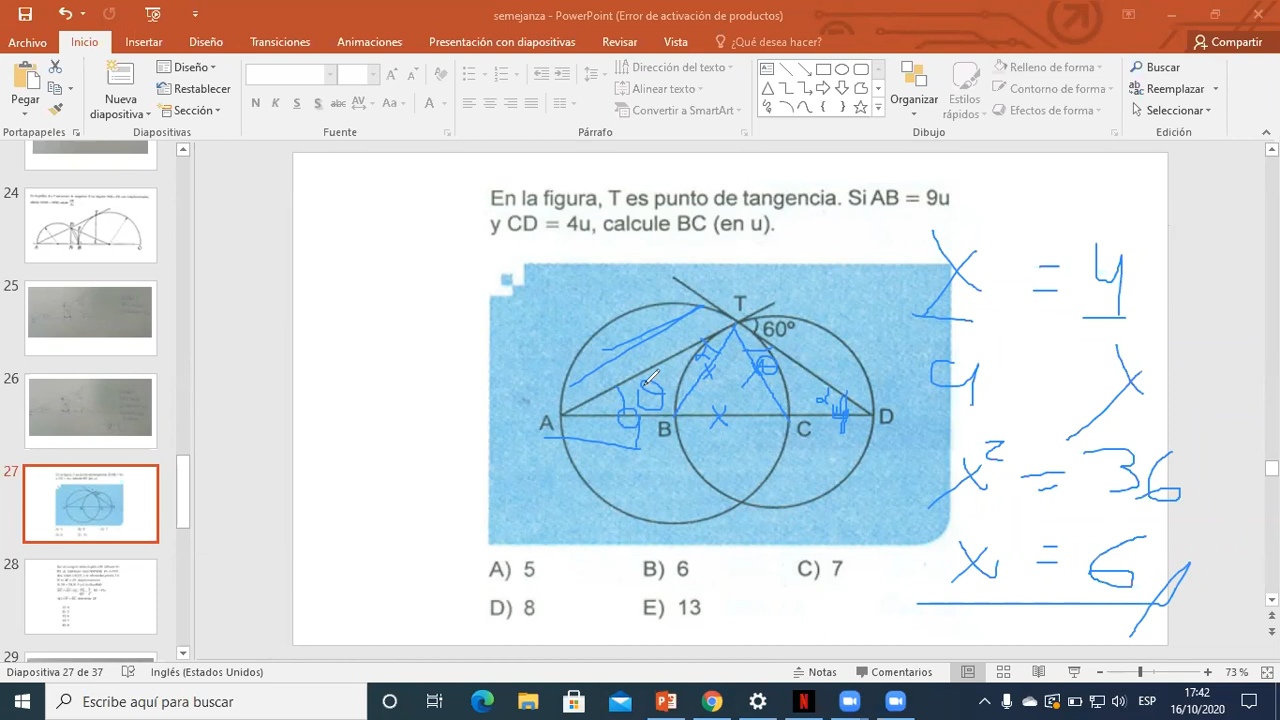 semejanza - PowerPoint (Error de activación de productos)
Archivo Inicio Insertar Diseño Transiciones Animaciones Presentación con diapositivas Revisar Vista ¿Qué desea hacer? Compartir
Pegar
Nueva diapositiva
Diseño
Restablecer
Sección
N K S abc AV Aa A
Dirección del texto
Alinear texto
Convertir a SmartArt
Organizar
Estilos rápidos
Relleno de forma
Contorno de forma
Efectos de forma
Buscar
Reemplazar
Seleccionar
Portapapeles Diapositivas Fuente Párrafo Dibujo Edición
24
25
26
27
28
29
En la figura, T es punto de tangencia. Si AB = 9u
y CD = 4u, calcule BC (en u).
T
60°
A B C D
x
A) 5 B) 6 C) 7
D) 8 E) 13
x = 4
9 x
x² = 36
x = 6
Diapositiva 27 de 37 Inglés (Estados Unidos) Notas Comentarios 73 %
Escribe aquí para buscar
ESP
17:42
16/10/2020